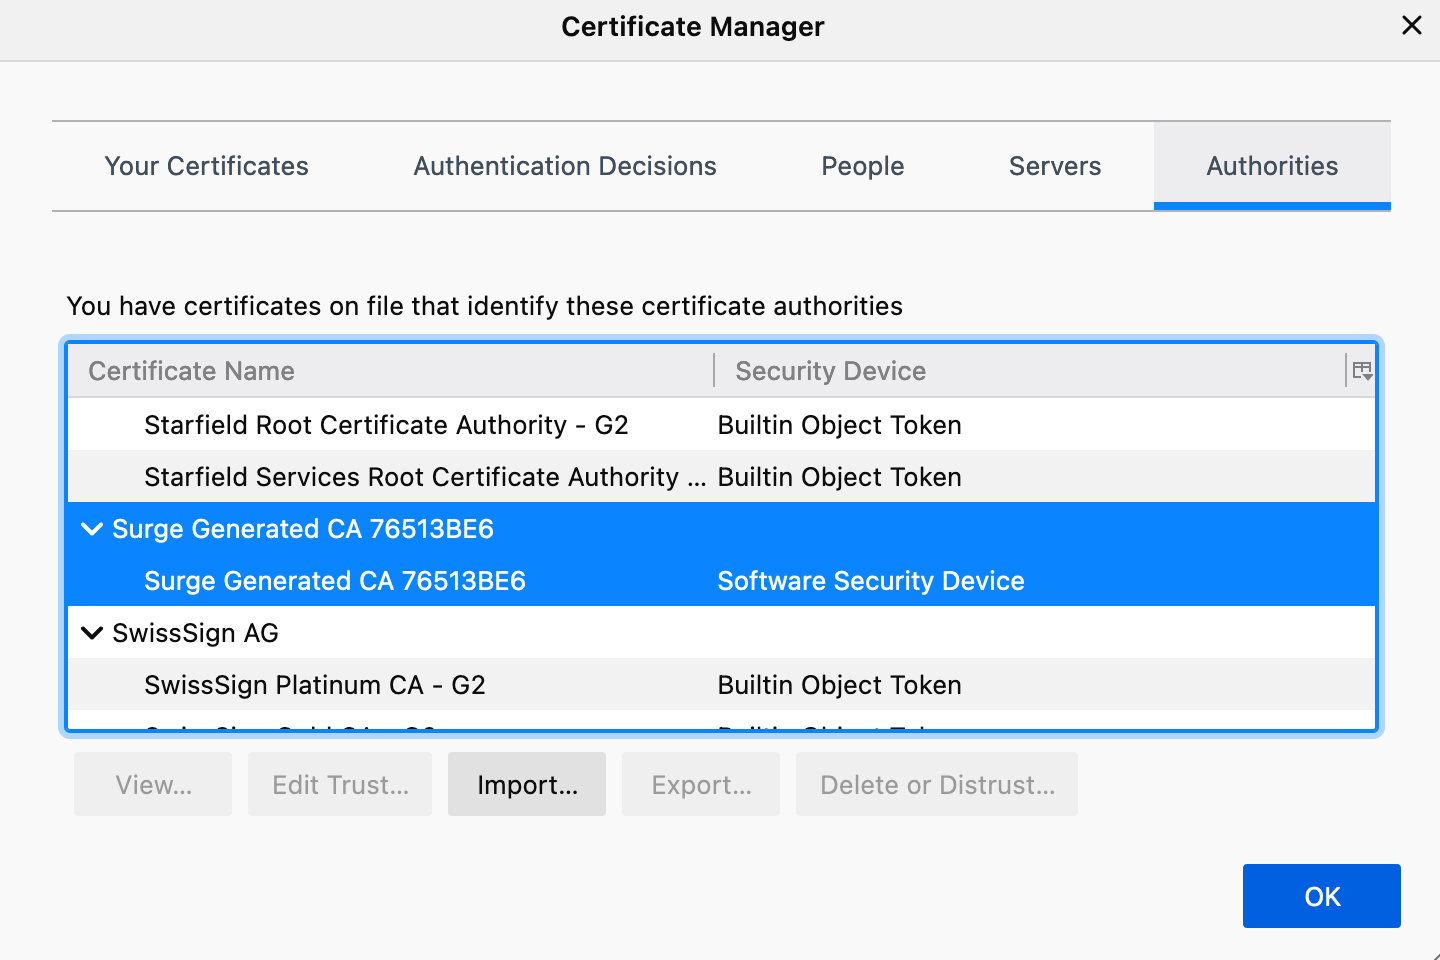 Certificate Manager
Your Certificates Authentication Decisions People Servers Authorities
You have certificates on file that identify these certificate authorities
Certificate Name Security Device
Starfield Root Certificate Authority - G2 Builtin Object Token
Starfield Services Root Certificate Authority ... Builtin Object Token
Surge Generated CA 76513BE6
Surge Generated CA 76513BE6 Software Security Device
SwissSign AG
SwissSign Platinum CA - G2 Builtin Object Token
View... Edit Trust... Import... Export... Delete or Distrust...
OK